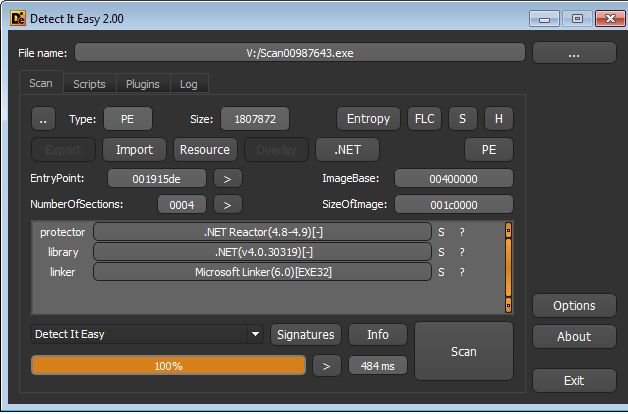 Detect It Easy 2.00
File name: V:/Scan00987643.exe ...
Scan Scripts Plugins Log
.. Type: PE Size: 1807872 Entropy FLC S H
Export Import Resource Overlay .NET PE
EntryPoint: 001915de > ImageBase: 00400000
NumberOfSections: 0004 > SizeOfImage: 001c0000
protector .NET Reactor(4.8-4.9)[-] S ?
library .NET(v4.0.30319)[-] S ?
linker Microsoft Linker(6.0)[EXE32] S ?
Options
Detect It Easy Signatures Info Scan About
100% > 484 ms
Exit